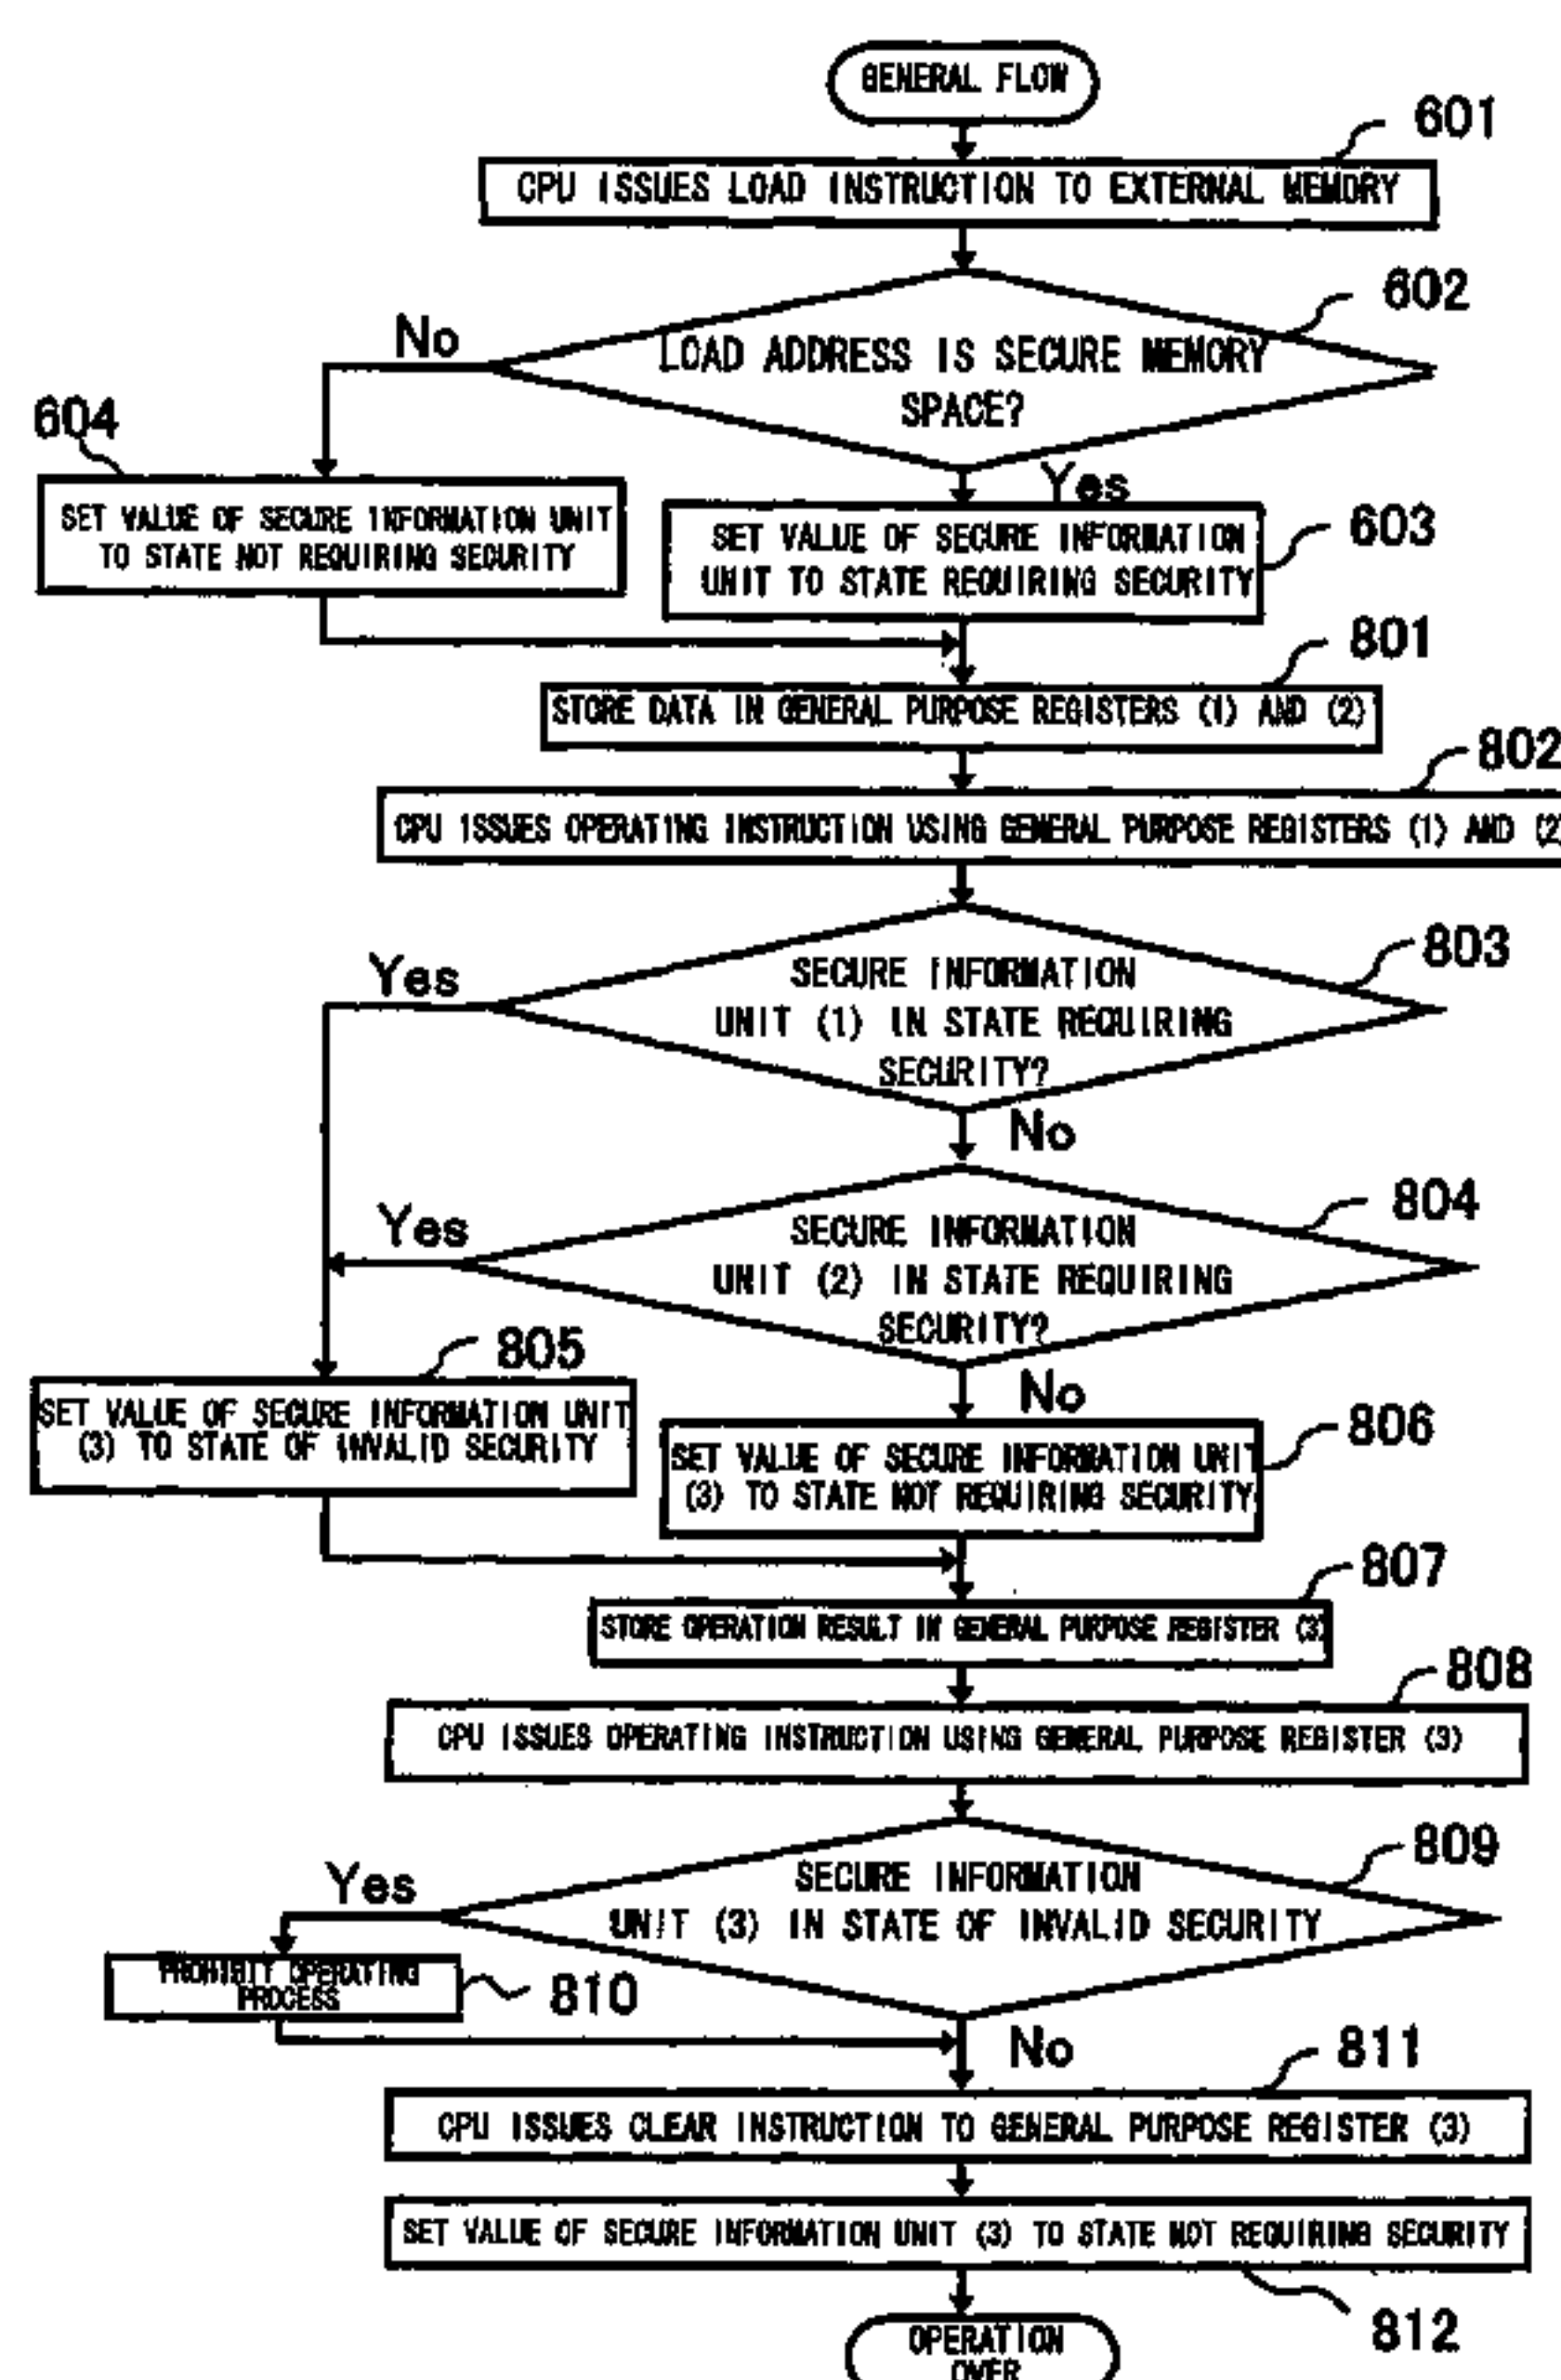 GENERAL FLOW
601
CPU ISSUES LOAD INSTRUCTION TO EXTERNAL MEMORY
602
No
LOAD ADDRESS IS SECURE MEMORY
SPACE?
604
Yes
SET VALUE OF SECURE INFORMATION UNIT
TO STATE NOT REQUIRING SECURITY
603
SET VALUE OF SECURE INFORMATION
UNIT TO STATE REQUIRING SECURITY
801
STORE DATA IN GENERAL PURPOSE REGISTERS (1) AND (2)
802
CPU ISSUES OPERATING INSTRUCTION USING GENERAL PURPOSE REGISTERS (1) AND (2)
803
Yes
SECURE INFORMATION
UNIT (1) IN STATE REQUIRING
SECURITY?
No
804
Yes
SECURE INFORMATION
UNIT (2) IN STATE REQUIRING
SECURITY?
805
No
SET VALUE OF SECURE INFORMATION UNIT
(3) TO STATE OF INVALID SECURITY
806
SET VALUE OF SECURE INFORMATION UNIT
(3) TO STATE NOT REQUIRING SECURITY
807
STORE OPERATION RESULT IN GENERAL PURPOSE REGISTER (3)
808
CPU ISSUES OPERATING INSTRUCTION USING GENERAL PURPOSE REGISTER (3)
809
Yes
SECURE INFORMATION
UNIT (3) IN STATE OF INVALID SECURITY
PROHIBIT OPERATING
PROCESS
810
No
811
CPU ISSUES CLEAR INSTRUCTION TO GENERAL PURPOSE REGISTER (3)
SET VALUE OF SECURE INFORMATION UNIT (3) TO STATE NOT REQUIRING SECURITY
812
OPERATION
OVER